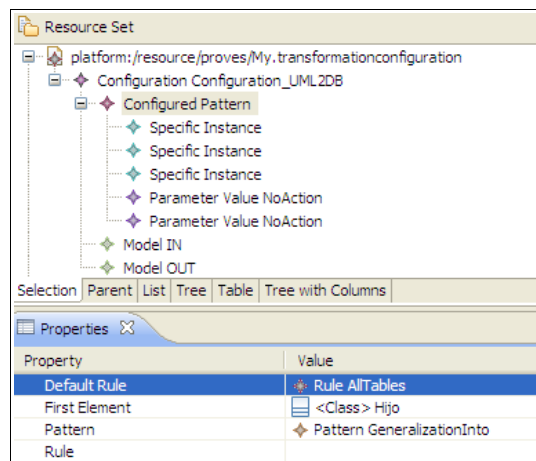 Resource Set
platform:/resource/proves/My.transformationconfiguration
Configuration Configuration_UML2DB
Configured Pattern
Specific Instance
Specific Instance
Specific Instance
Parameter Value NoAction
Parameter Value NoAction
Model IN
Model OUT
Selection Parent List Tree Table Tree with Columns
Properties
Property Value
Default Rule Rule AllTables
First Element <Class> Hijo
Pattern Pattern GeneralizationInto
Rule